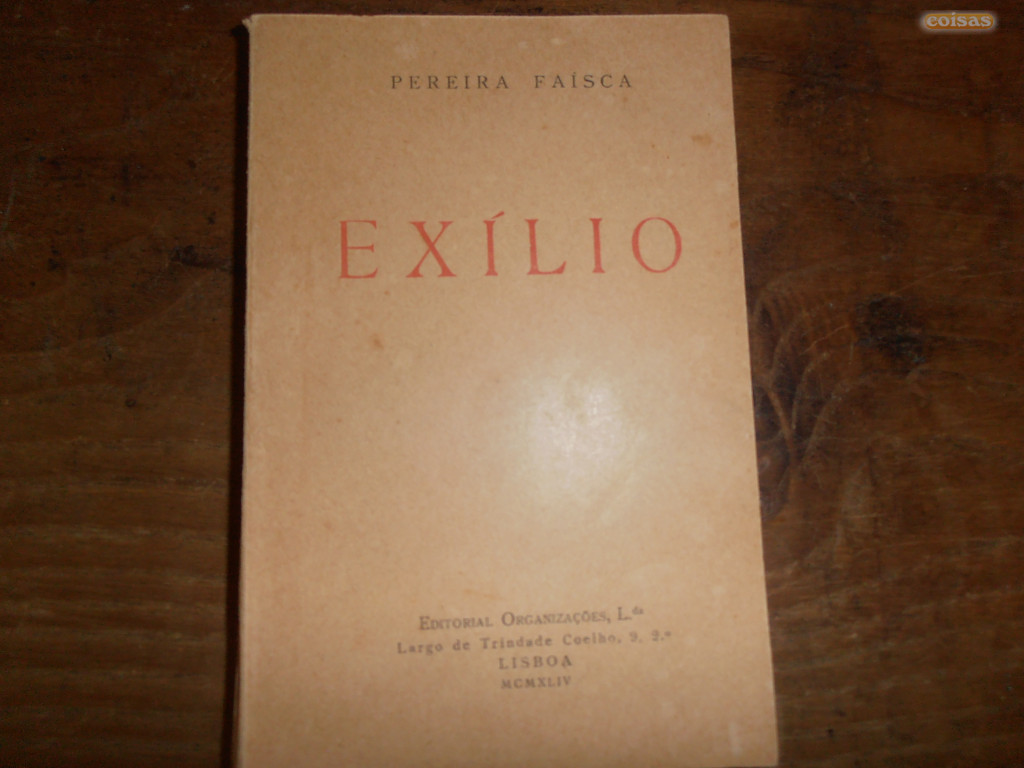 coisas
PEREIRA FAÍSCA
EXÍLIO
EDITORIAL ORGANIZAÇÕES, L.da
Largo de Trindade Coelho, 9, 2.º
LISBOA
MCMXLIV